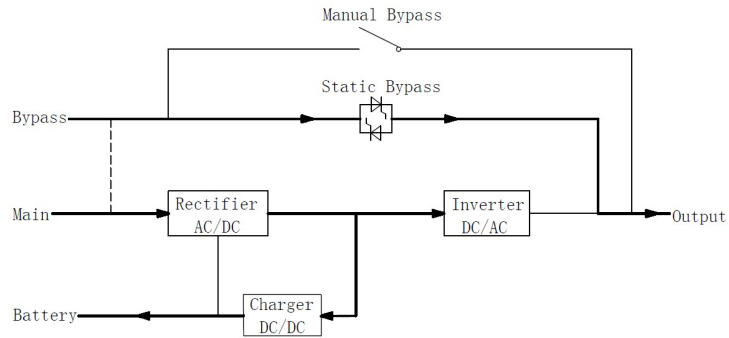 Manual Bypass
Static Bypass
Bypass
Main
Rectifier
AC/DC
Inverter
DC/AC
Output
Battery
Charger
DC/DC